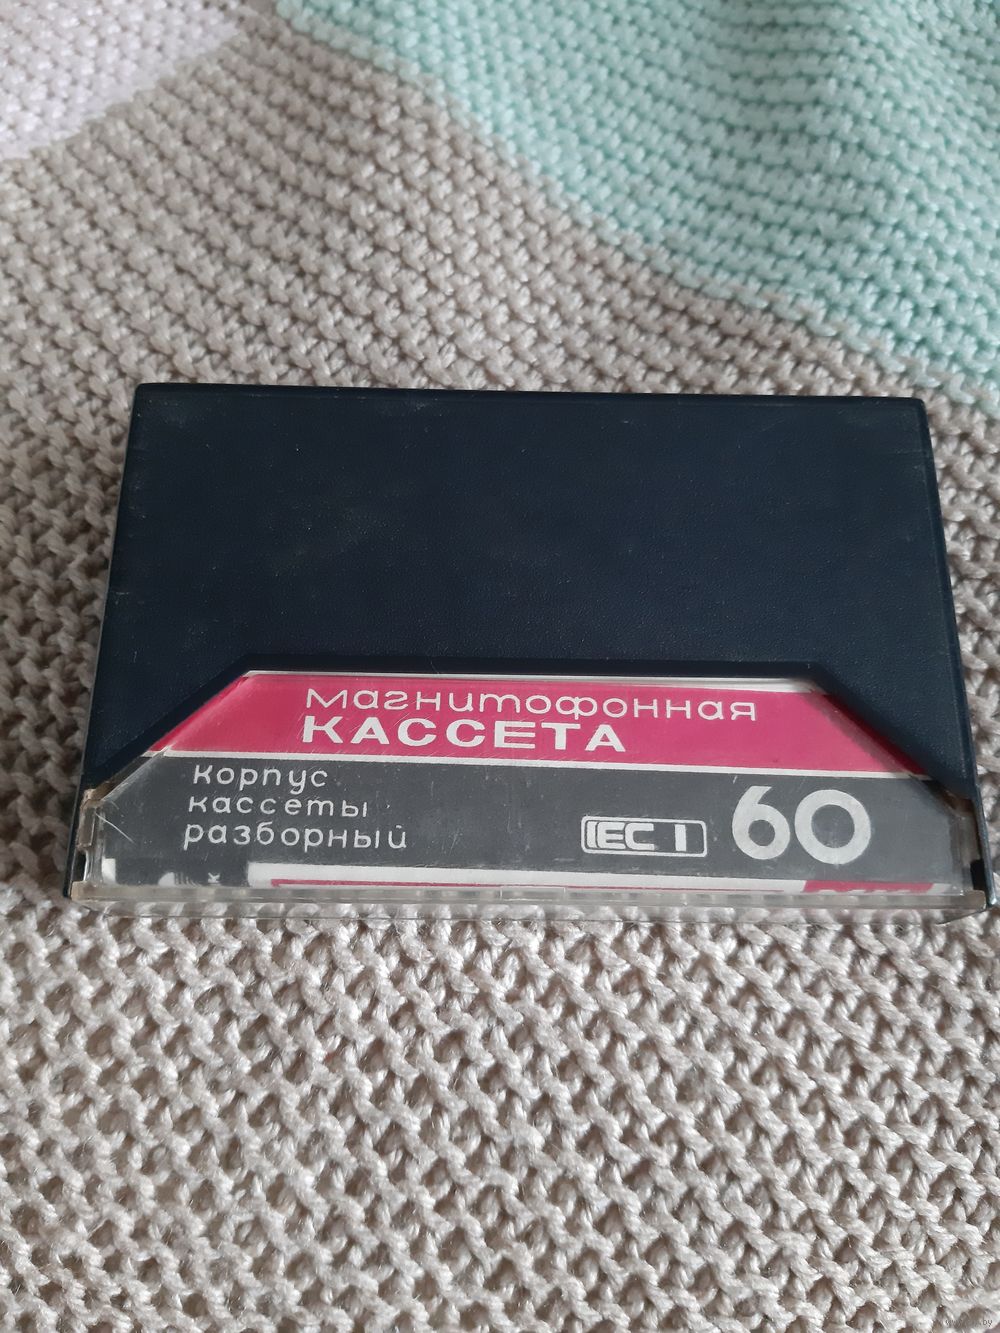 магнитофонная
КАССЕТА
корпус
кассеты
разборный
IEC I 60